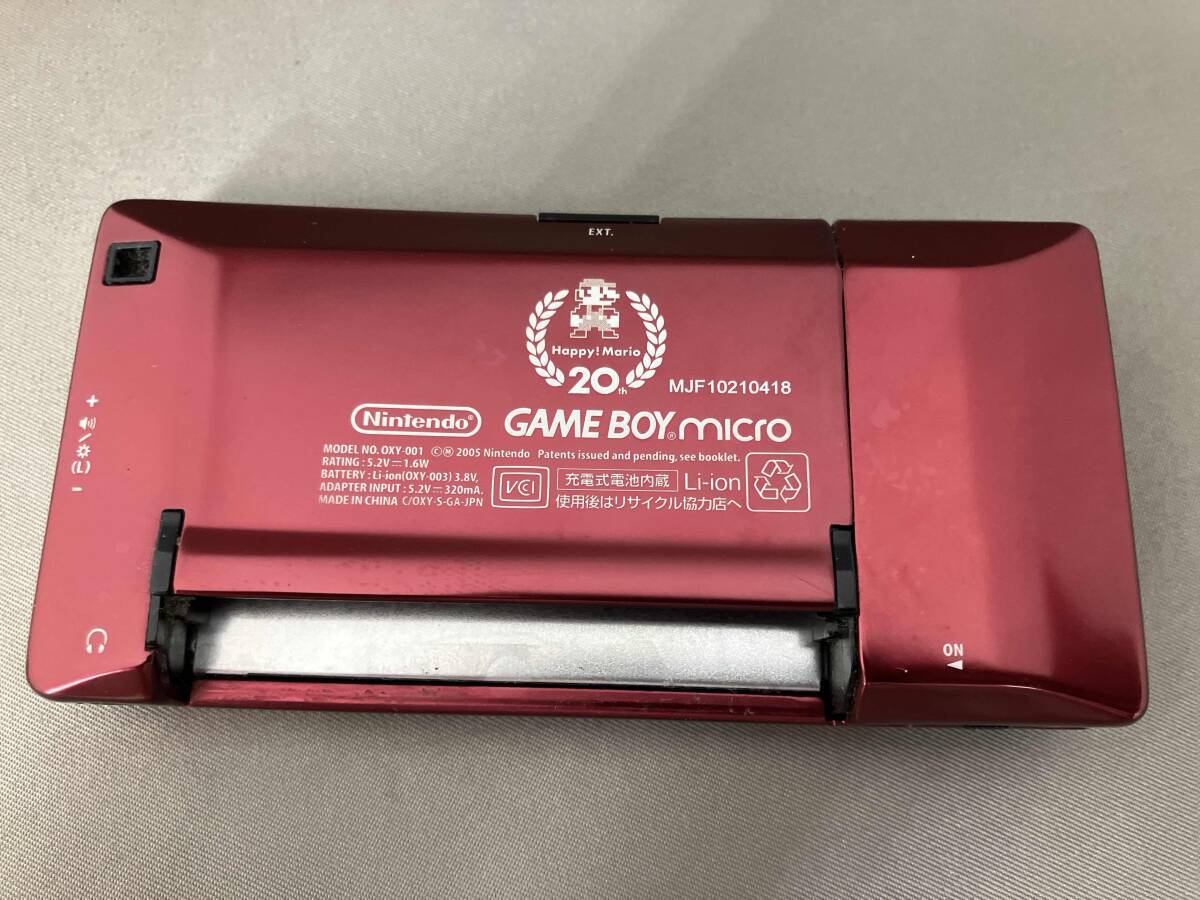 EXT.
Happy! Mario
20th
MJF10210418
Nintendo®
GAME BOY® micro
MODEL NO. OXY-001 ©Ⓜ 2005 Nintendo Patents issued and pending, see booklet.
RATING : 5.2V⎓1.6W
BATTERY : Li-ion(OXY-003) 3.8V,
ADAPTER INPUT : 5.2V⎓320mA,
MADE IN CHINA C/OXY-S-GA-JPN
VCI
充電式電池内蔵 Li-ion
使用後はリサイクル協力店へ
+
/
(L)
-
ON